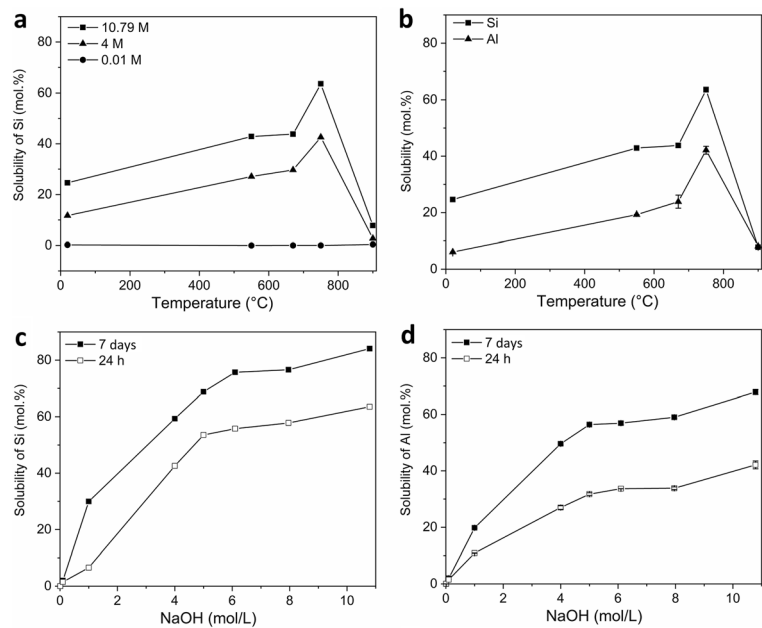 a
10.79 M
4 M
0.01 M
Solubility of Si (mol.%)
80
60
40
20
0
0 200 400 600 800
Temperature (°C)
b
Si
Al
Solubility (mol.%)
80
60
40
20
0
0 200 400 600 800
Temperature (°C)
c
7 days
24 h
Solubility of Si (mol.%)
80
60
40
20
0
0 2 4 6 8 10
NaOH (mol/L)
d
7 days
24 h
Solubility of Al (mol.%)
80
60
40
20
0
0 2 4 6 8 10
NaOH (mol/L)